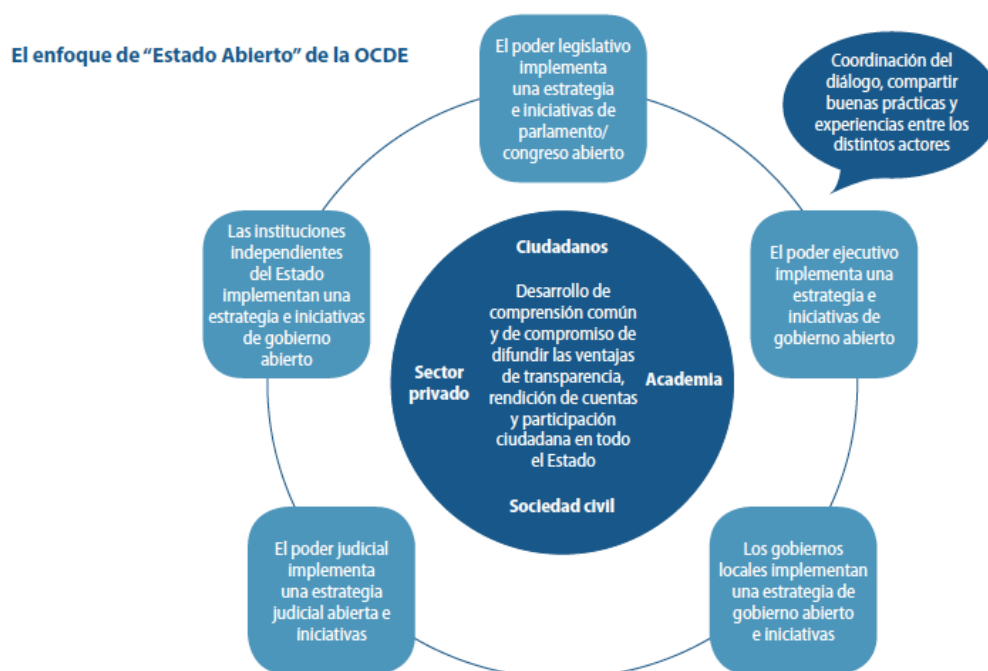 El enfoque de “Estado Abierto” de la OCDE
El poder legislativo
implementa
una estrategia
e iniciativas de
parlamento/
congreso abierto
Coordinación del
diálogo, compartir
buenas prácticas y
experiencias entre los
distintos actores
Las instituciones
independientes
del Estado
implementan una
estrategia e iniciativas
de gobierno
abierto
El poder ejecutivo
implementa una
estrategia e
iniciativas de
gobierno abierto
Ciudadanos
Desarrollo de
comprensión común
y de compromiso de
difundir las ventajas
de transparencia,
rendición de cuentas
y participación
ciudadana en todo
el Estado
Sector
privado
Academia
Sociedad civil
El poder judicial
implementa
una estrategia
judicial abierta e
iniciativas
Los gobiernos
locales implementan
una estrategia de
gobierno abierto
e iniciativas